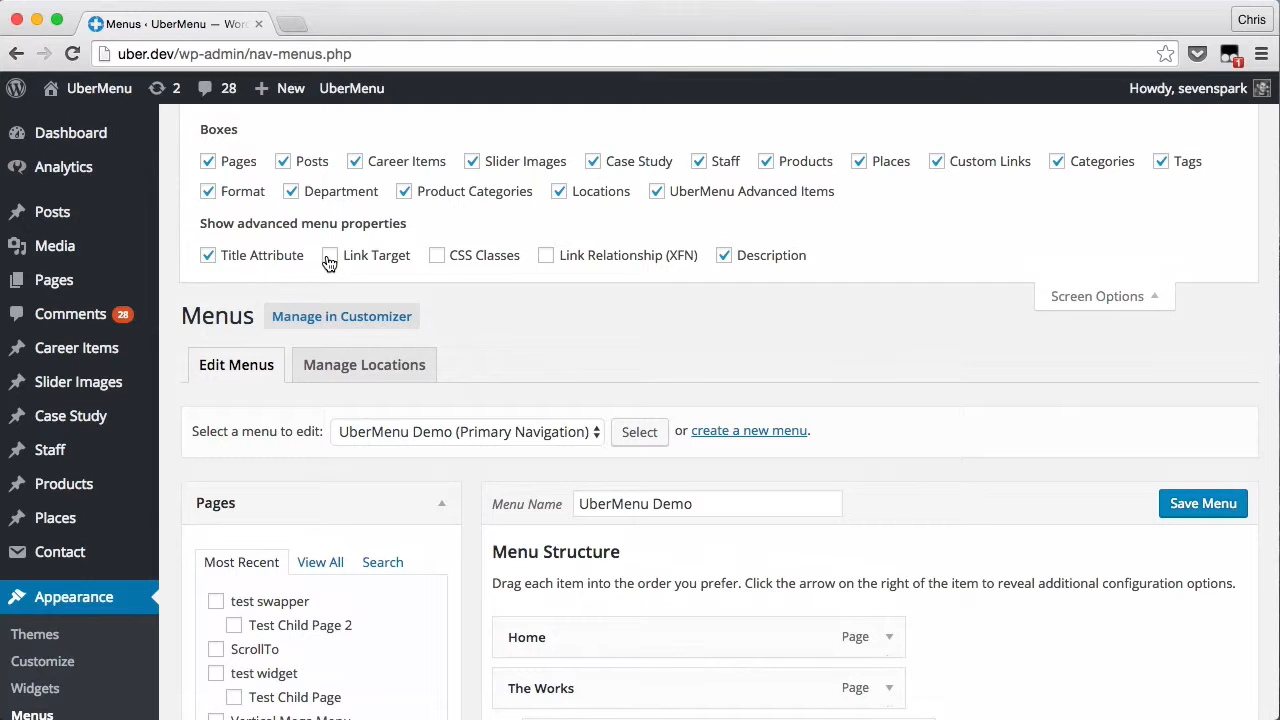 Menus ‹ UberMenu — Wor
Chris
uber.dev/wp-admin/nav-menus.php
1
UberMenu 2 28 New UberMenu
Howdy, sevenspark
Dashboard
Analytics
Posts
Media
Pages
Comments 28
Career Items
Slider Images
Case Study
Staff
Products
Places
Contact
Appearance
Themes
Customize
Widgets
Menus
Boxes
Pages Posts Career Items Slider Images Case Study Staff Products Places Custom Links Categories Tags
Format Department Product Categories Locations UberMenu Advanced Items
Show advanced menu properties
Title Attribute Link Target CSS Classes Link Relationship (XFN) Description
Screen Options
Menus Manage in Customizer
Edit Menus Manage Locations
Select a menu to edit: UberMenu Demo (Primary Navigation) Select or create a new menu.
Pages
Most Recent View All Search
test swapper
Test Child Page 2
ScrollTo
test widget
Test Child Page
Vertical Mega Menu
Menu Name UberMenu Demo Save Menu
Menu Structure
Drag each item into the order you prefer. Click the arrow on the right of the item to reveal additional configuration options.
Home Page
The Works Page